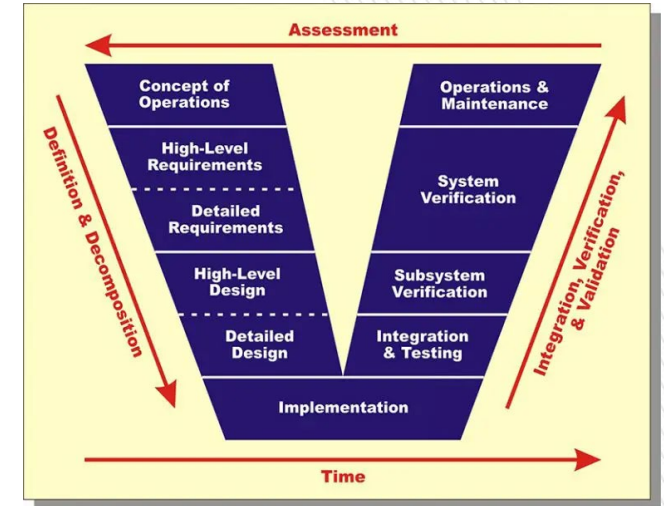 Assessment
Concept of
Operations
High-Level
Requirements
Detailed
Requirements
High-Level
Design
Detailed
Design
Operations &
Maintenance
System
Verification
Subsystem
Verification
Integration
& Testing
Implementation
Definition & Decomposition
Integration, Verification,
& Validation
Time